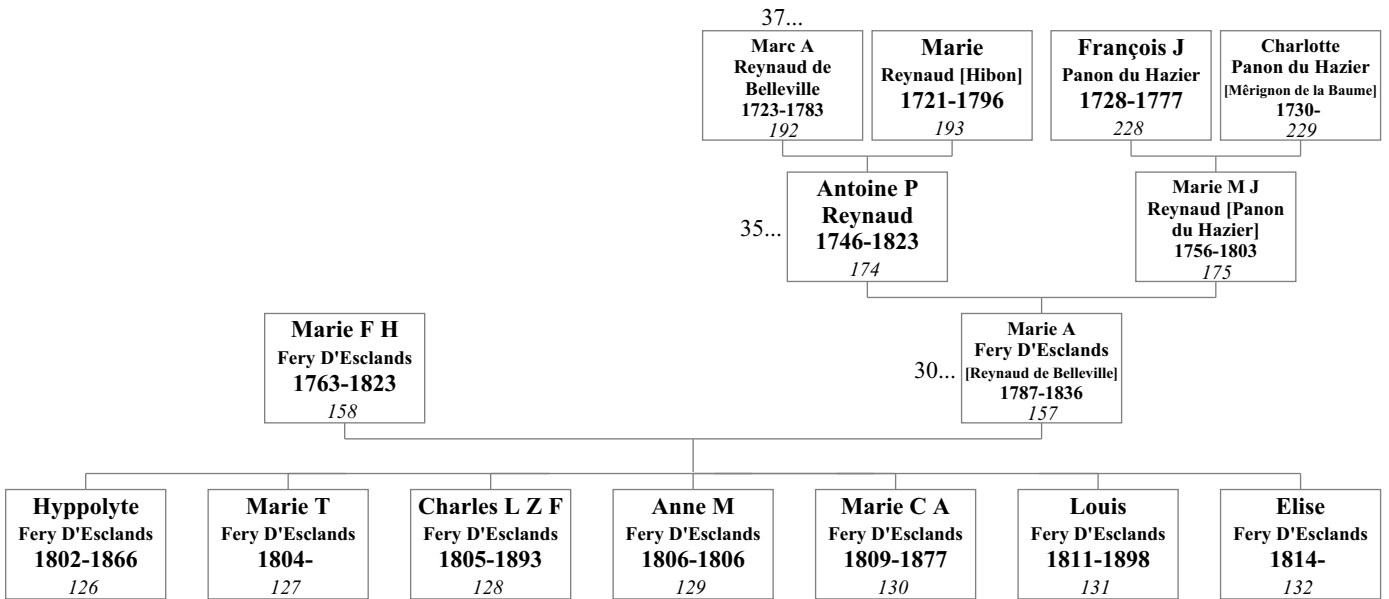 37...
Marc A
Reynaud de
Belleville
1723-1783
192
Marie
Reynaud [Hibon]
1721-1796
193
François J
Panon du Hazier
1728-1777
228
Charlotte
Panon du Hazier
[Mêrignon de la Baume]
1730-
229
35...
Antoine P
Reynaud
1746-1823
174
Marie M J
Reynaud [Panon
du Hazier]
1756-1803
175
Marie F H
Fery D'Esclands
1763-1823
158
30...
Marie A
Fery D'Esclands
[Reynaud de Belleville]
1787-1836
157
Hyppolyte
Fery D'Esclands
1802-1866
126
Marie T
Fery D'Esclands
1804-
127
Charles L Z F
Fery D'Esclands
1805-1893
128
Anne M
Fery D'Esclands
1806-1806
129
Marie C A
Fery D'Esclands
1809-1877
130
Louis
Fery D'Esclands
1811-1898
131
Elise
Fery D'Esclands
1814-
132